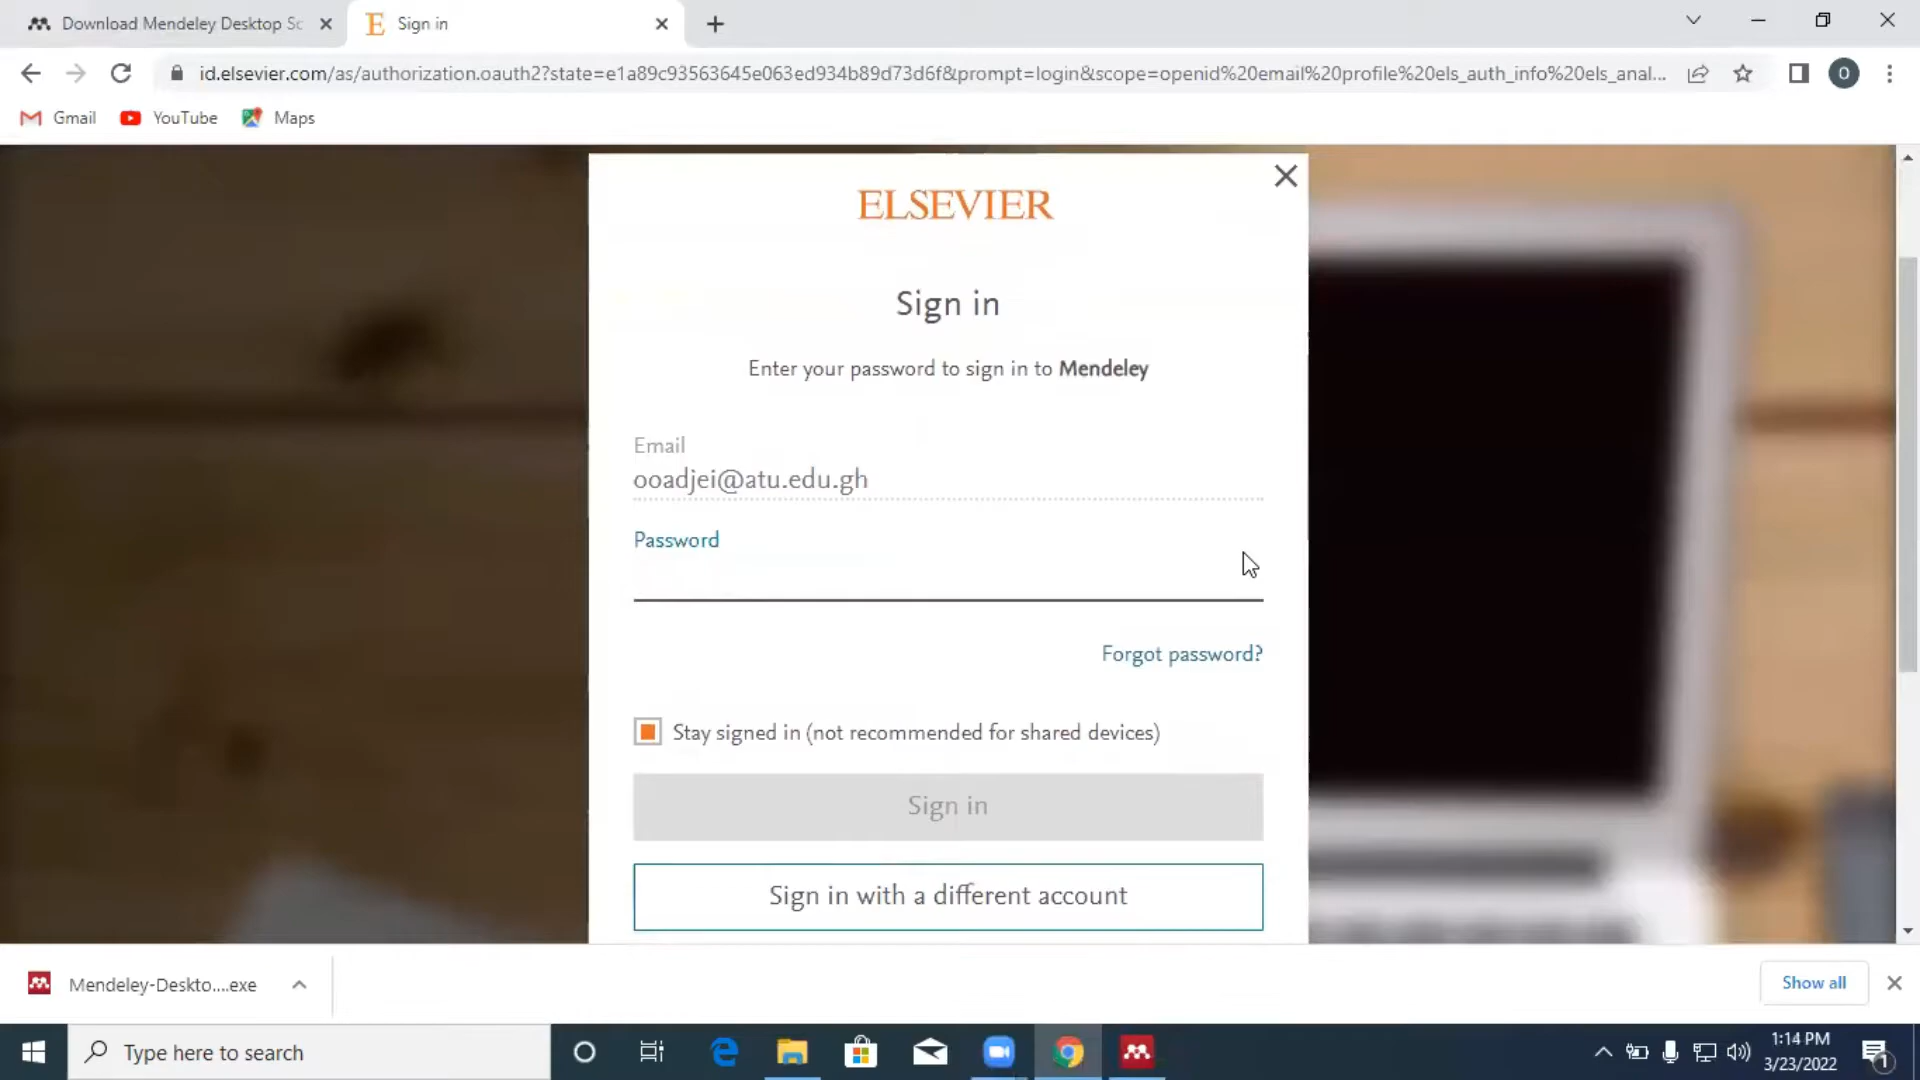 Download Mendeley Desktop Sc
Sign in
id.elsevier.com/as/authorization.oauth2?state=e1a89c93563645e063ed934b89d73d6f&prompt=login&scope=openid%20email%20profile%20els_auth_info%20els_anal...
O
Gmail
YouTube
Maps
ELSEVIER
Sign in
Enter your password to sign in to Mendeley
Email
ooadjei@atu.edu.gh
Password
Forgot password?
Stay signed in (not recommended for shared devices)
Sign in
Sign in with a different account
Mendeley-Deskto....exe
Show all
Type here to search
1:14 PM
3/23/2022
1